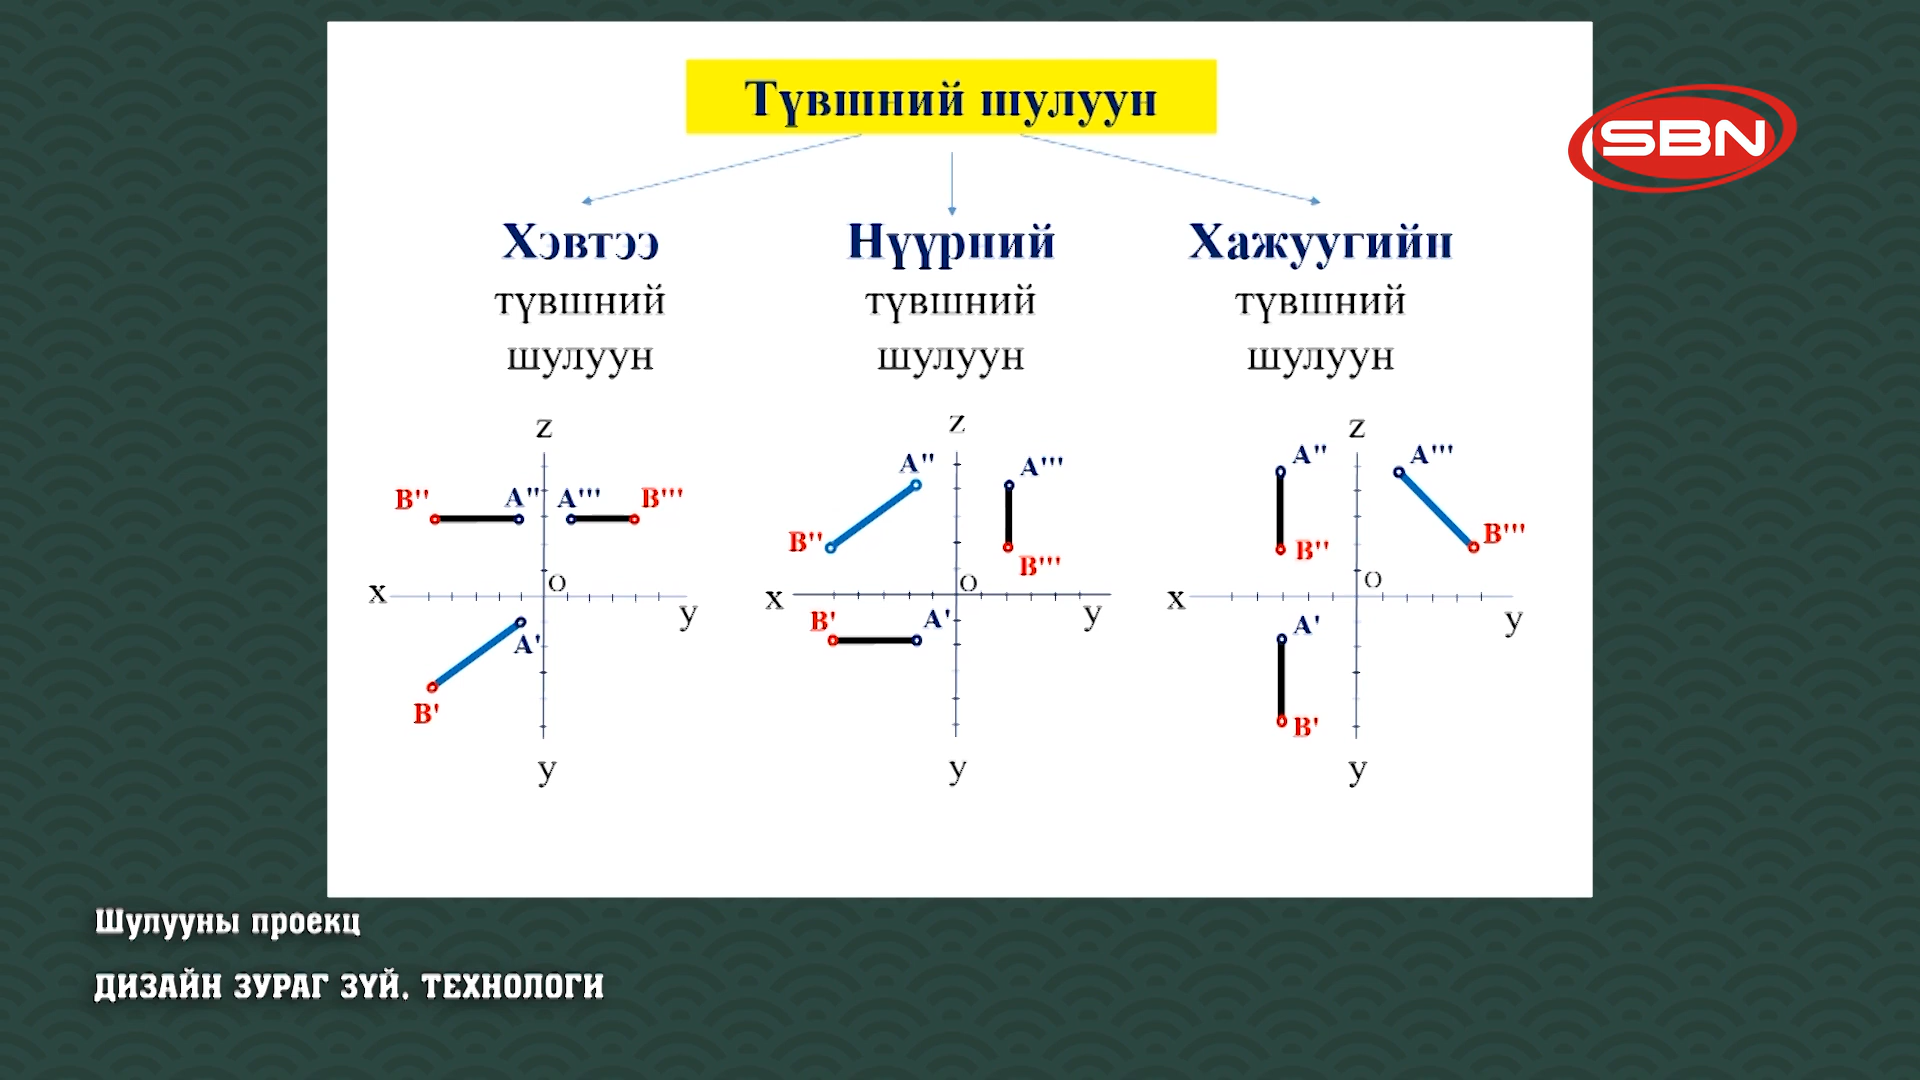 Түвшний шулуун
SBN
Хэвтээ
түвшний
шулуун
Нүүрний
түвшний
шулуун
Хажуугийн
түвшний
шулуун
z
B'' A'' A''' B'''
x O y
A'
B'
y
z
A'' A'''
B'' B'''
x O y
B' A'
y
z
A'' A'''
B'' B'''
x O y
A'
B'
y
Шулууны проекц
ДИЗАЙН ЗУРАГ ЗҮЙ, ТЕХНОЛОГИ